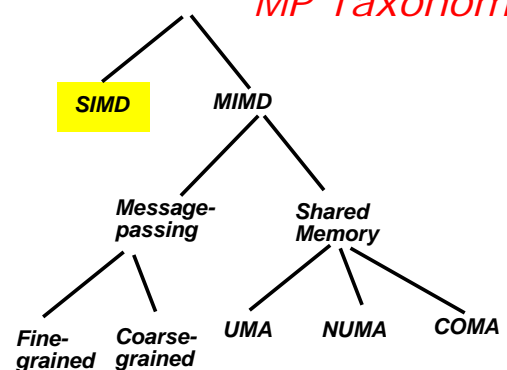 MP Taxonom
SIMD
MIMD
Message-
passing
Shared
Memory
Fine-
grained
Coarse-
grained
UMA
NUMA
COMA